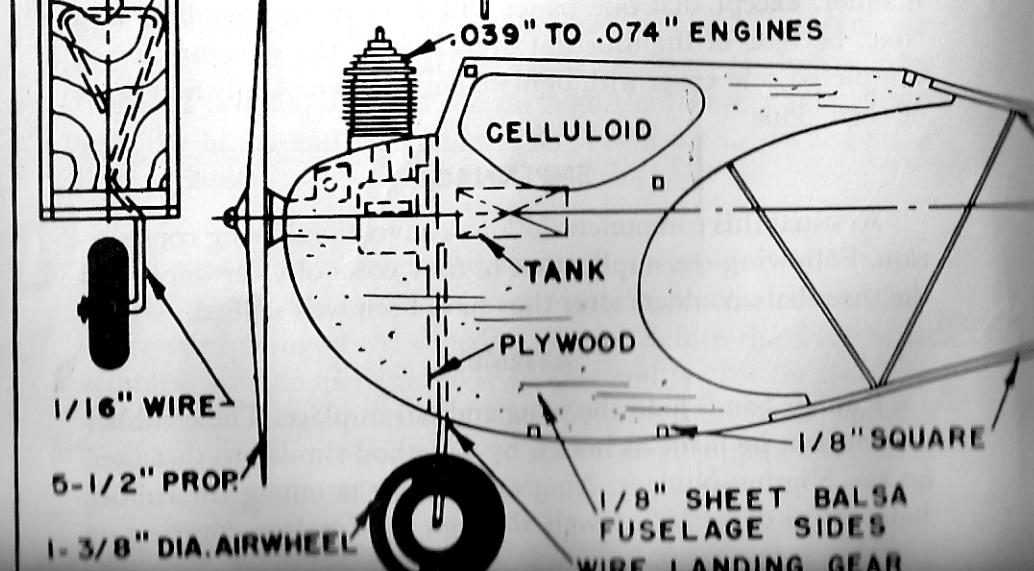 .039" TO .074" ENGINES
CELLULOID
TANK
PLYWOOD
1/16" WIRE
1/8" SQUARE
5-1/2" PROP.
1/8" SHEET BALSA
FUSELAGE SIDES
1-3/8" DIA. AIRWHEEL
WIRE LANDING GEAR